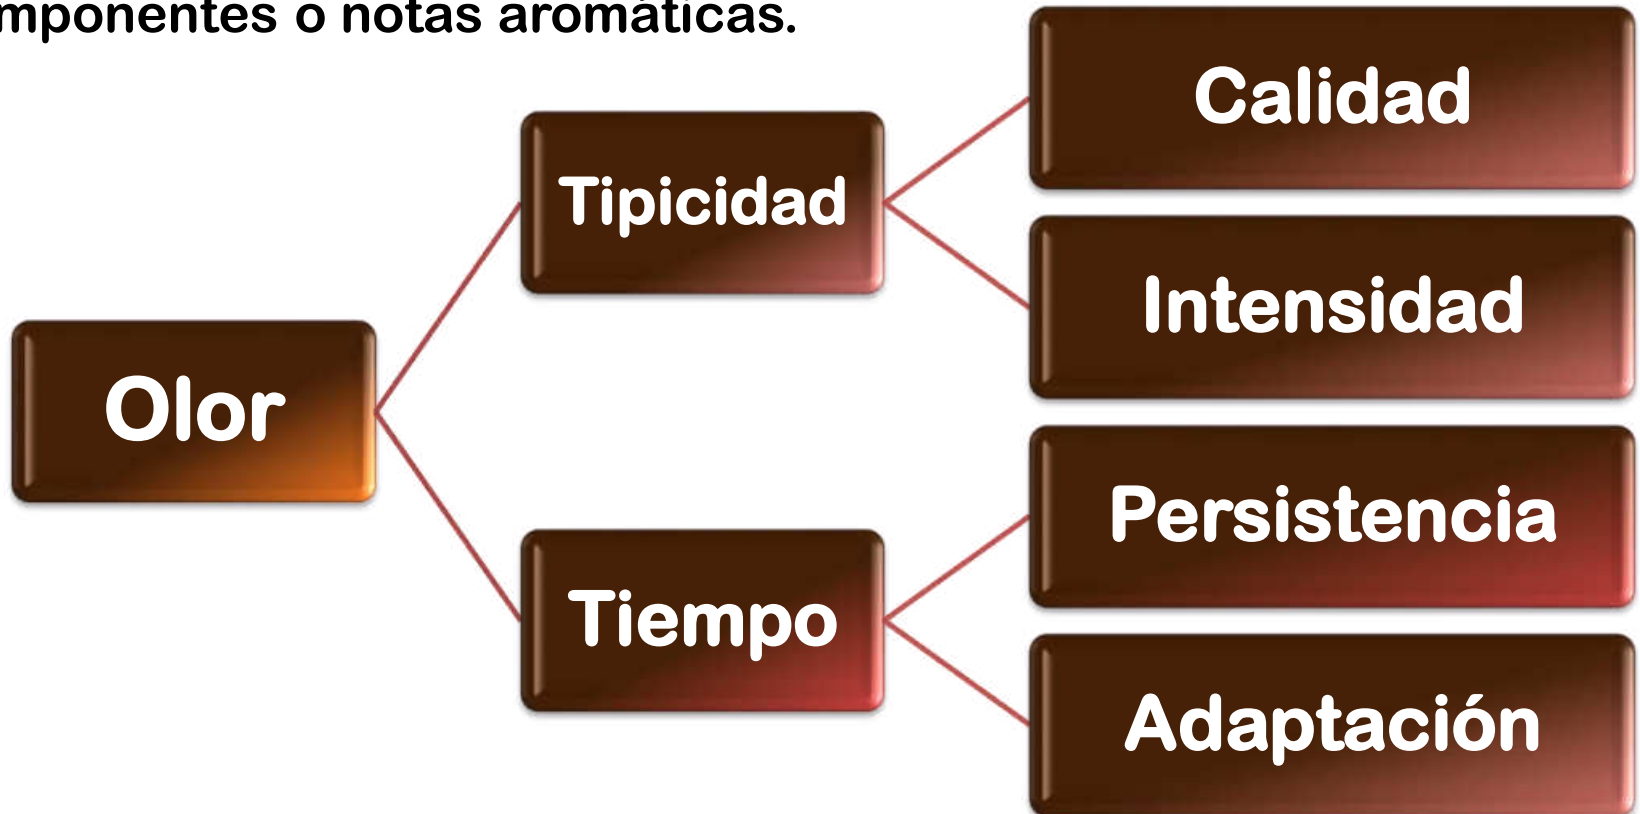 mponentes o notas aromáticas.
Calidad
Tipicidad
Intensidad
Olor
Persistencia
Tiempo
Adaptación